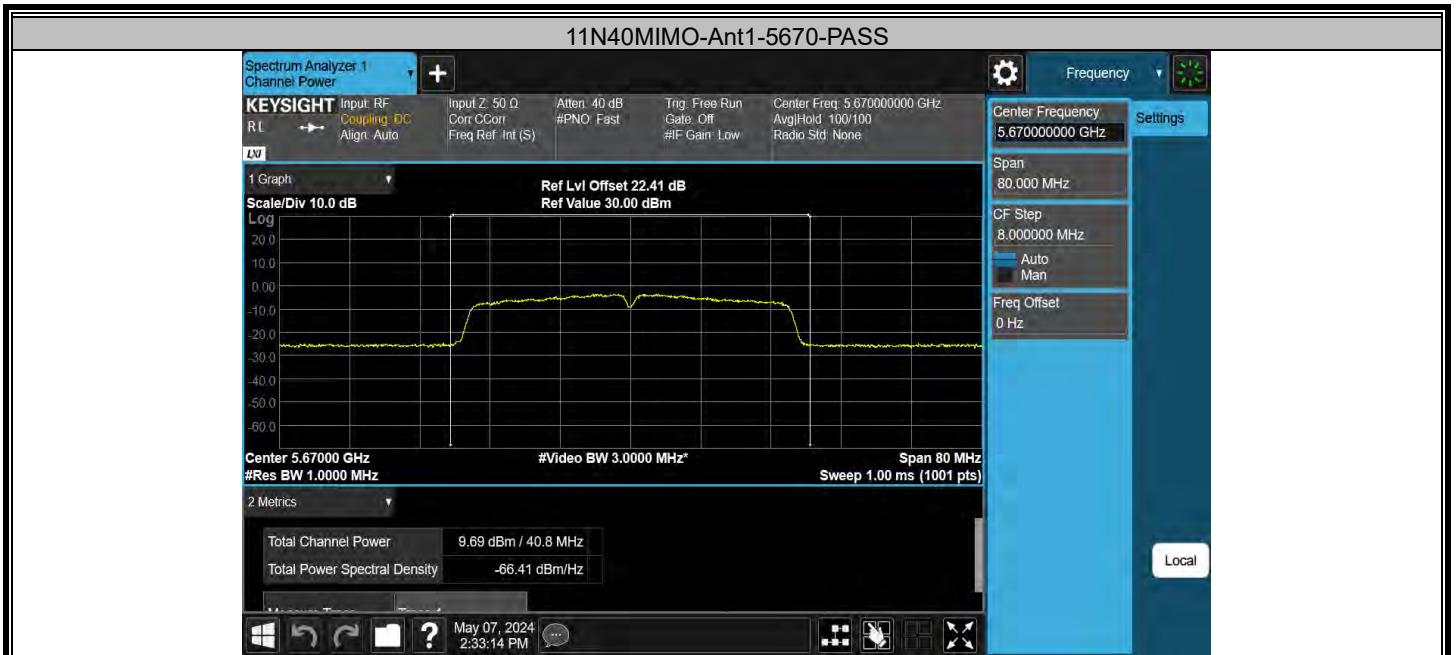 11N40MIMO-Ant1-5670-PASS
Spectrum Analyzer 1
Channel Power
Frequency
KEYSIGHT
RL
LXI
Input: RF
Coupling: DC
Align: Auto
Input Z: 50 Ω
Corr CCorr
Freq Ref: Int (S)
Atten: 40 dB
#PNO: Fast
Trig: Free Run
Gate: Off
#IF Gain: Low
Center Freq: 5.670000000 GHz
Avg|Hold: 100/100
Radio Std: None
Center Frequency
5.670000000 GHz
Settings
Span
80.000 MHz
CF Step
8.000000 MHz
Auto
Man
Freq Offset
0 Hz
1 Graph
Scale/Div 10.0 dB
Ref Lvl Offset 22.41 dB
Ref Value 30.00 dBm
Log
20.0
10.0
0.00
-10.0
-20.0
-30.0
-40.0
-50.0
-60.0
Center 5.67000 GHz
#Video BW 3.0000 MHz*
Span 80 MHz
#Res BW 1.0000 MHz
Sweep 1.00 ms (1001 pts)
2 Metrics
Total Channel Power 9.69 dBm / 40.8 MHz
Total Power Spectral Density -66.41 dBm/Hz
Local
?
May 07, 2024
2:33:14 PM